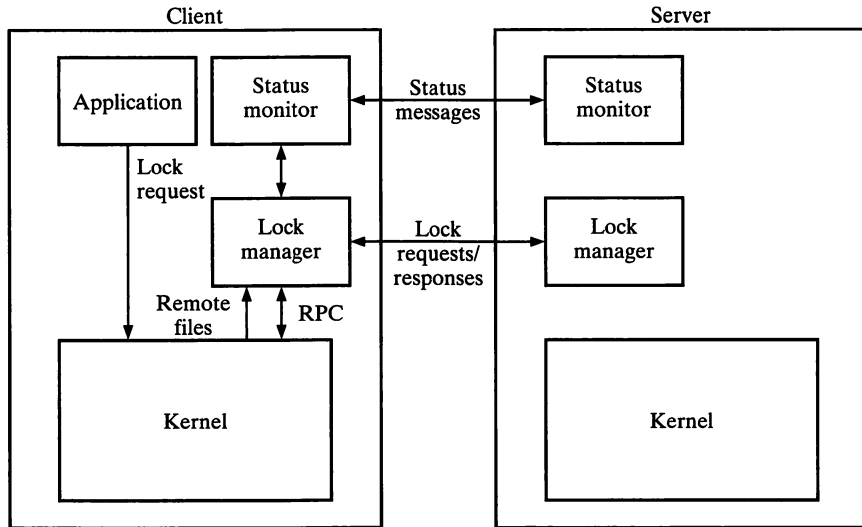 Client
Server
Application
Status
monitor
Status
messages
Status
monitor
Lock
request
Lock
manager
Lock
requests/
responses
Lock
manager
Remote
files
RPC
Kernel
Kernel